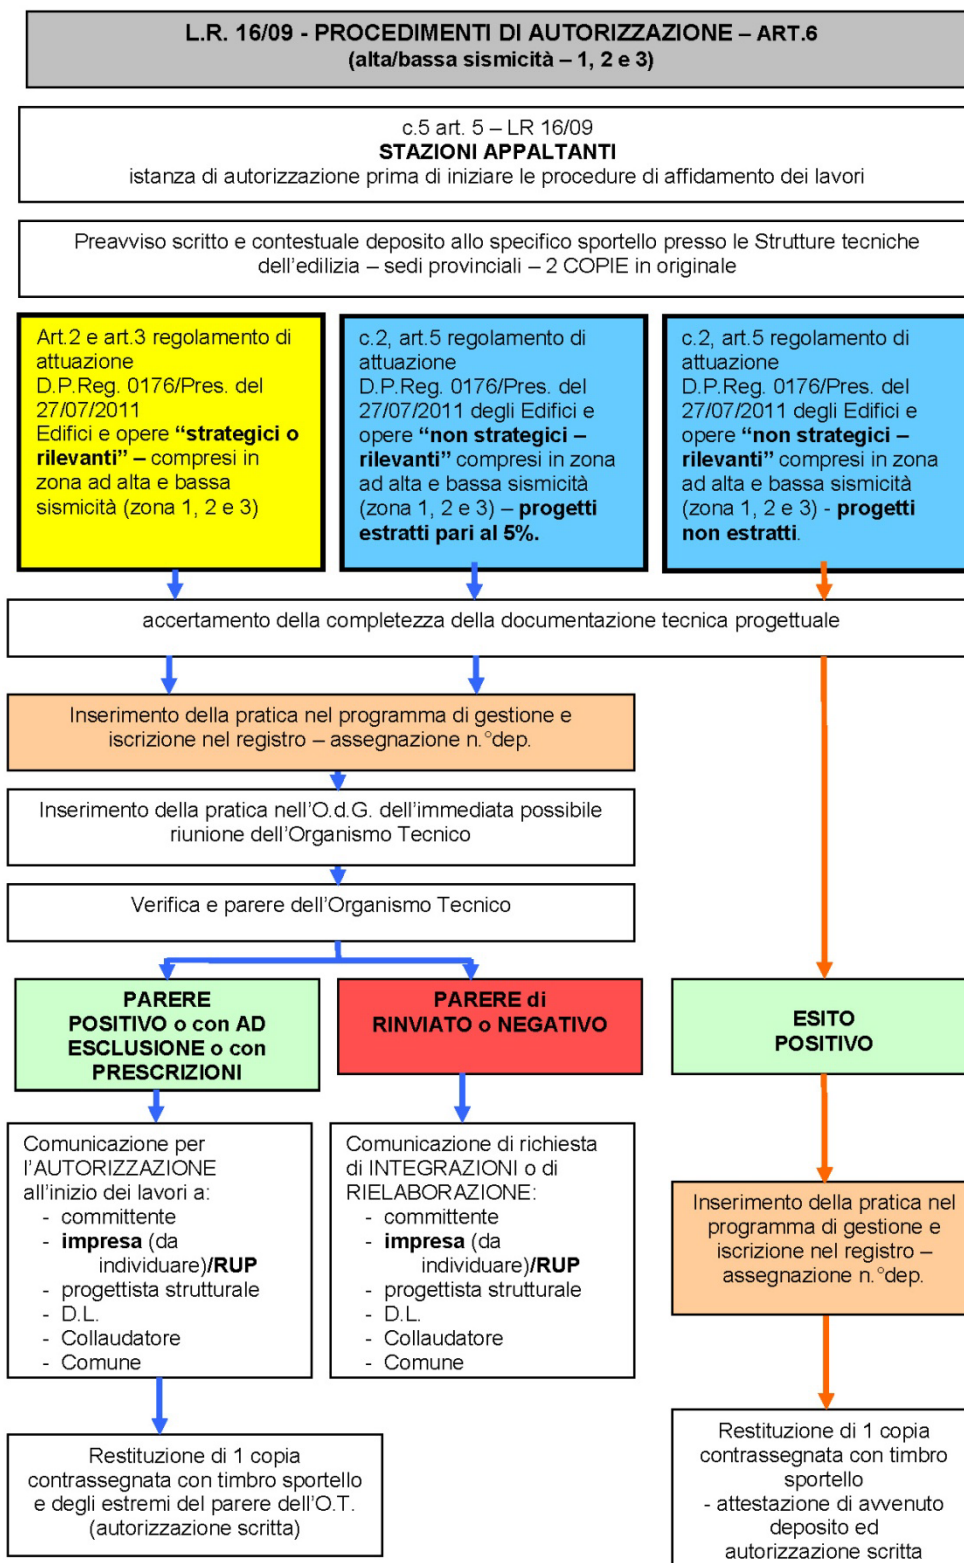 L.R. 16/09 - PROCEDIMENTI DI AUTORIZZAZIONE – ART.6
(alta/bassa sismicità – 1, 2 e 3)
c.5 art. 5 – LR 16/09
STAZIONI APPALTANTI
istanza di autorizzazione prima di iniziare le procedure di affidamento dei lavori
Preavviso scritto e contestuale deposito allo specifico sportello presso le Strutture tecniche
dell'edilizia – sedi provinciali – 2 COPIE in originale
Art.2 e art.3 regolamento di
attuazione
D.P.Reg. 0176/Pres. del
27/07/2011
Edifici e opere “strategici o
rilevanti” – compresi in
zona ad alta e bassa
sismicità (zona 1, 2 e 3)
c.2, art.5 regolamento di
attuazione
D.P.Reg. 0176/Pres. del
27/07/2011 degli Edifici e
opere “non strategici –
rilevanti” compresi in zona
ad alta e bassa sismicità
(zona 1, 2 e 3) – progetti
estratti pari al 5%.
c.2, art.5 regolamento di
attuazione
D.P.Reg. 0176/Pres. del
27/07/2011 degli Edifici e
opere “non strategici –
rilevanti” compresi in zona
ad alta e bassa sismicità
(zona 1, 2 e 3) - progetti
non estratti.
accertamento della completezza della documentazione tecnica progettuale
Inserimento della pratica nel programma di gestione e
iscrizione nel registro – assegnazione n.°dep.
Inserimento della pratica nell'O.d.G. dell'immediata possibile
riunione dell'Organismo Tecnico
Verifica e parere dell'Organismo Tecnico
PARERE
POSITIVO o con AD
ESCLUSIONE o con
PRESCRIZIONI
PARERE di
RINVIATO o NEGATIVO
ESITO
POSITIVO
Comunicazione per
l'AUTORIZZAZIONE
all'inizio dei lavori a:
- committente
- impresa (da
individuare)/RUP
- progettista strutturale
- D.L.
- Collaudatore
- Comune
Comunicazione di richiesta
di INTEGRAZIONI o di
RIELABORAZIONE:
- committente
- impresa (da
individuare)/RUP
- progettista strutturale
- D.L.
- Collaudatore
- Comune
Inserimento della pratica nel
programma di gestione e
iscrizione nel registro –
assegnazione n.°dep.
Restituzione di 1 copia
contrassegnata con timbro sportello
e degli estremi del parere dell'O.T.
(autorizzazione scritta)
Restituzione di 1 copia
contrassegnata con timbro
sportello
- attestazione di avvenuto
deposito ed
autorizzazione scritta